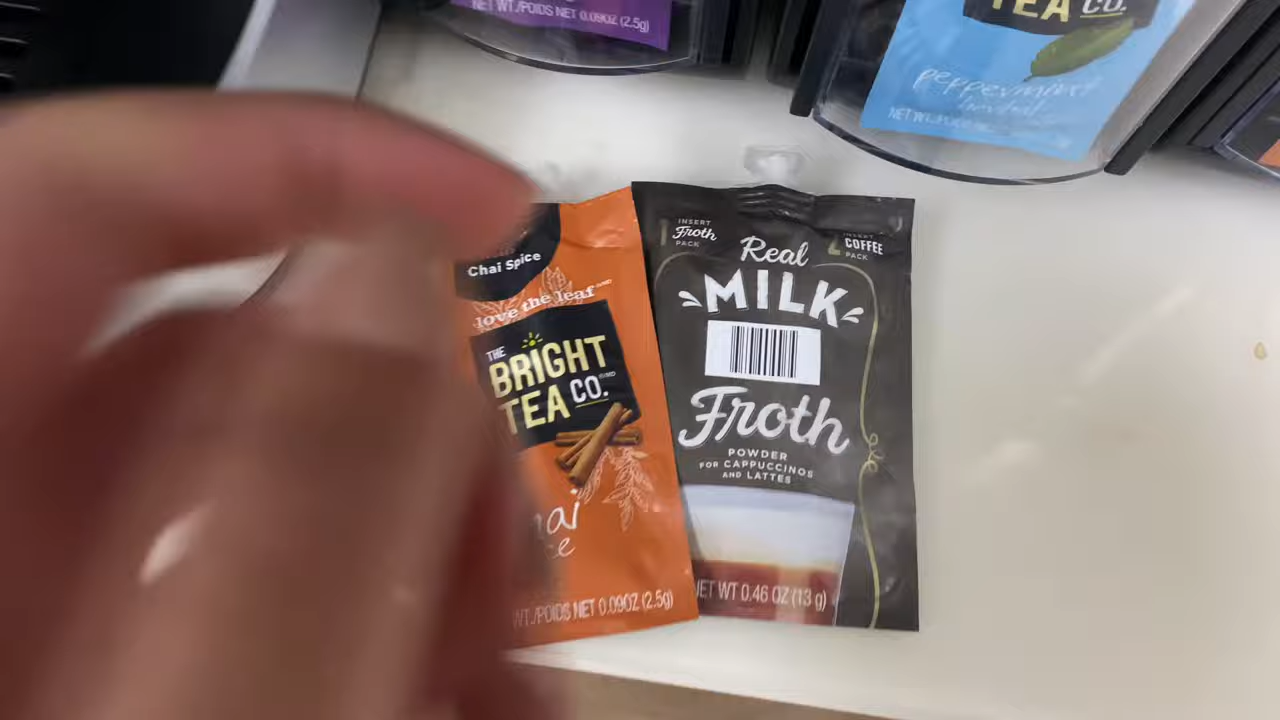 NET WT./POIDS NET 0.09OZ (2.5g)
TEA CO.
peppermint
Chai Spice
love the leaf
THE
BRIGHT
TEA CO.
WT./POIDS NET 0.09OZ (2.5g)
1 INSERT
Froth
PACK
2 INSERT
COFFEE
PACK
Real
MILK
Froth
POWDER
FOR CAPPUCCINOS
AND LATTES
NET WT 0.46 OZ (13 g)